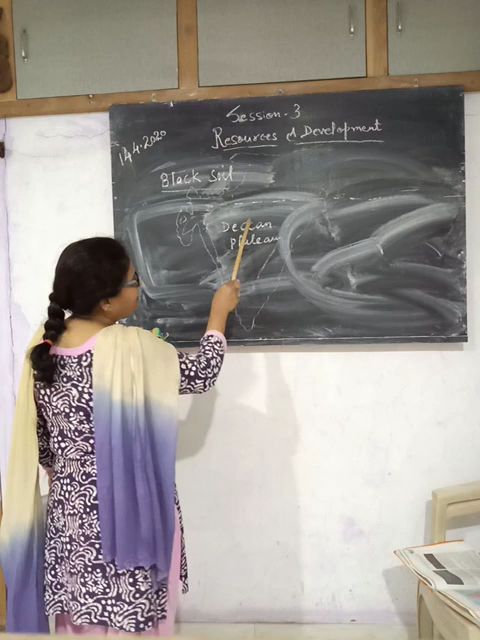 Session-3
14.4.2020
Resources & Development
Black Soil
Deccan
Plateau